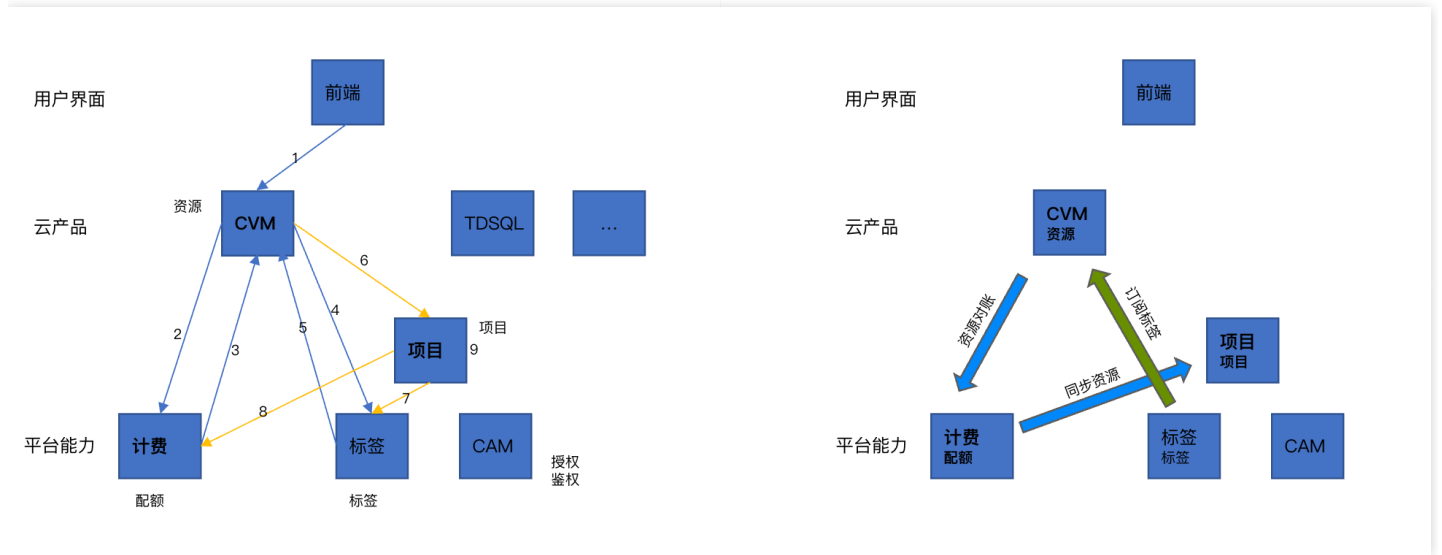 用户界面
前端
1
资源
云产品
CVM
TDSQL
...
6
2
3
5
4
项目
项目
9
8
7
平台能力
计费
标签
CAM
授权
鉴权
配额
标签
用户界面
前端
云产品
CVM
资源
资源对账
订阅标签
同步资源
项目
项目
平台能力
计费
配额
标签
标签
CAM